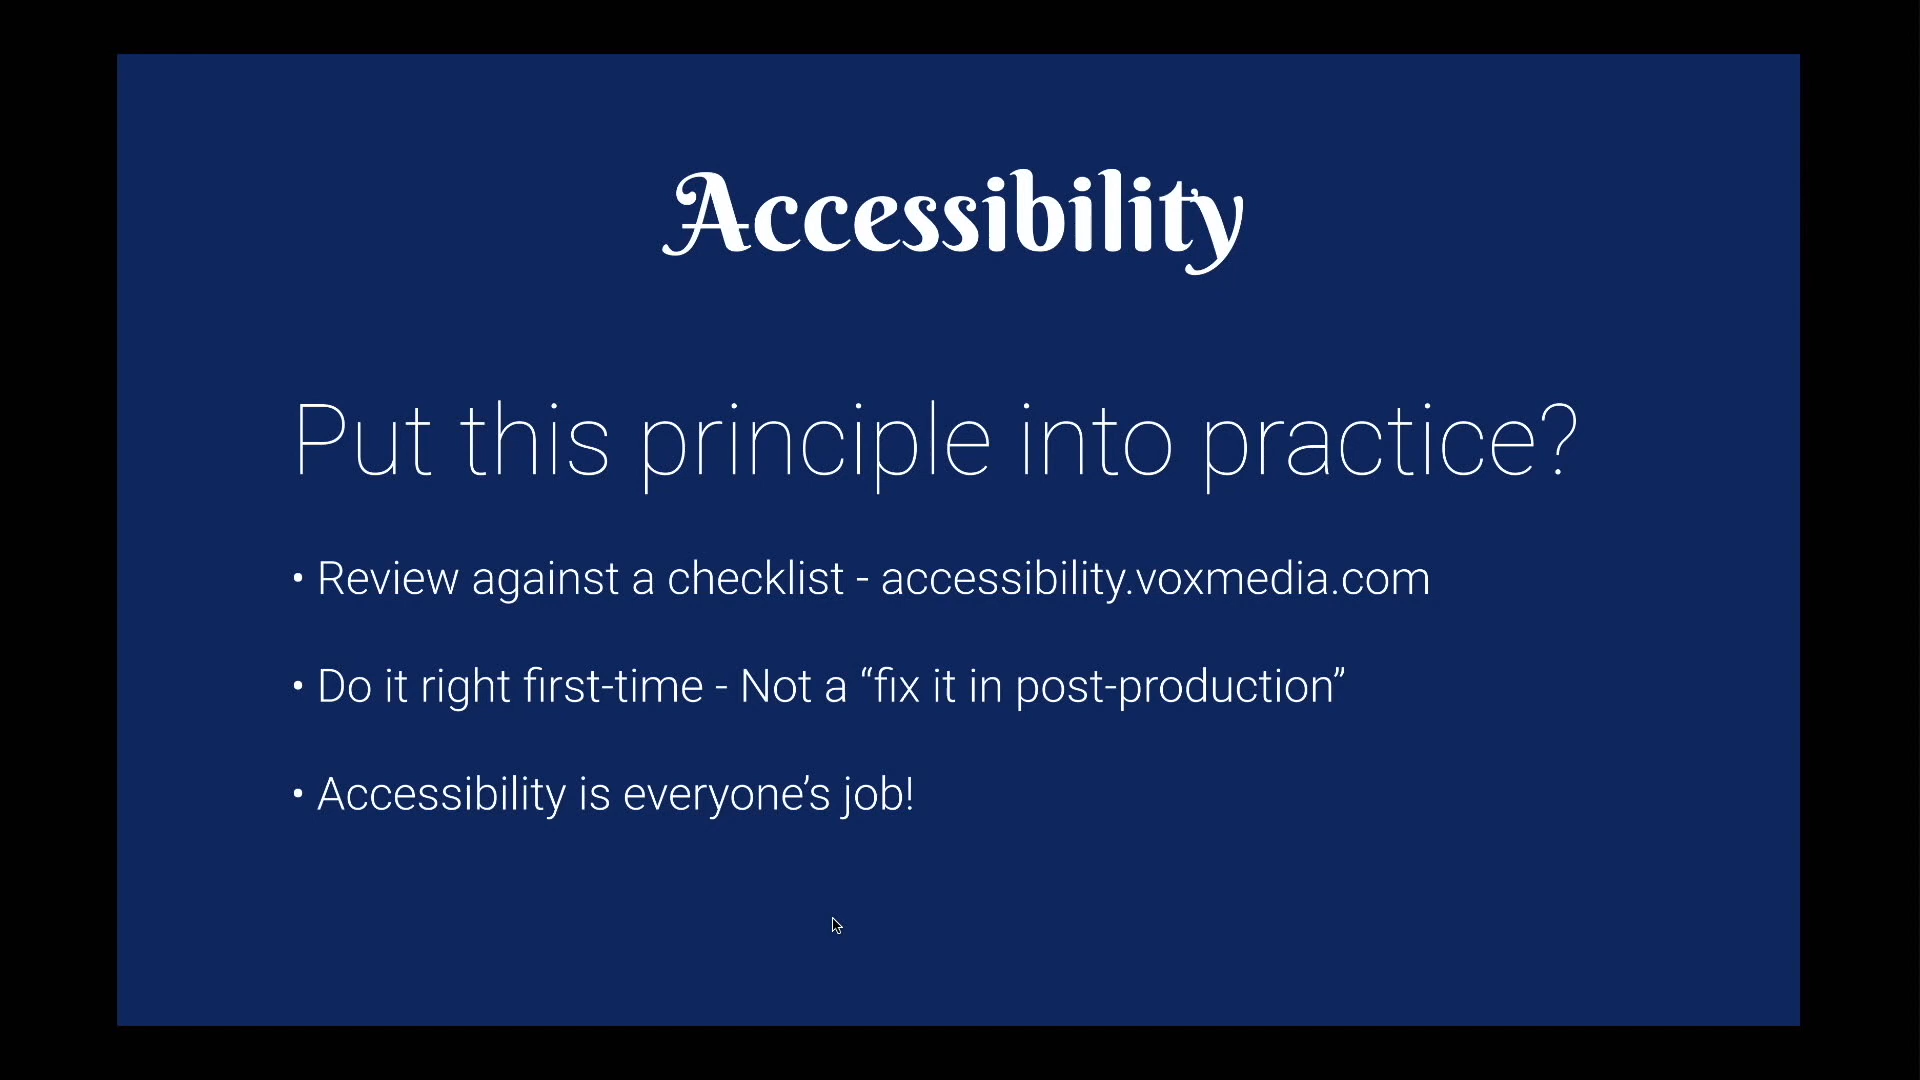 Accessibility
Put this principle into practice?
• Review against a checklist - accessibility.voxmedia.com
• Do it right first-time - Not a “fix it in post-production”
• Accessibility is everyone’s job!